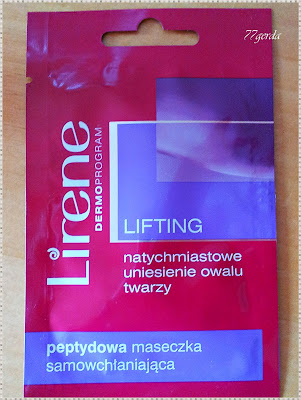 77gerda
Lirene
DERMOPROGRAM
LIFTING
natychmiastowe
uniesienie owalu
twarzy
peptydowa maseczka
samowchłaniająca